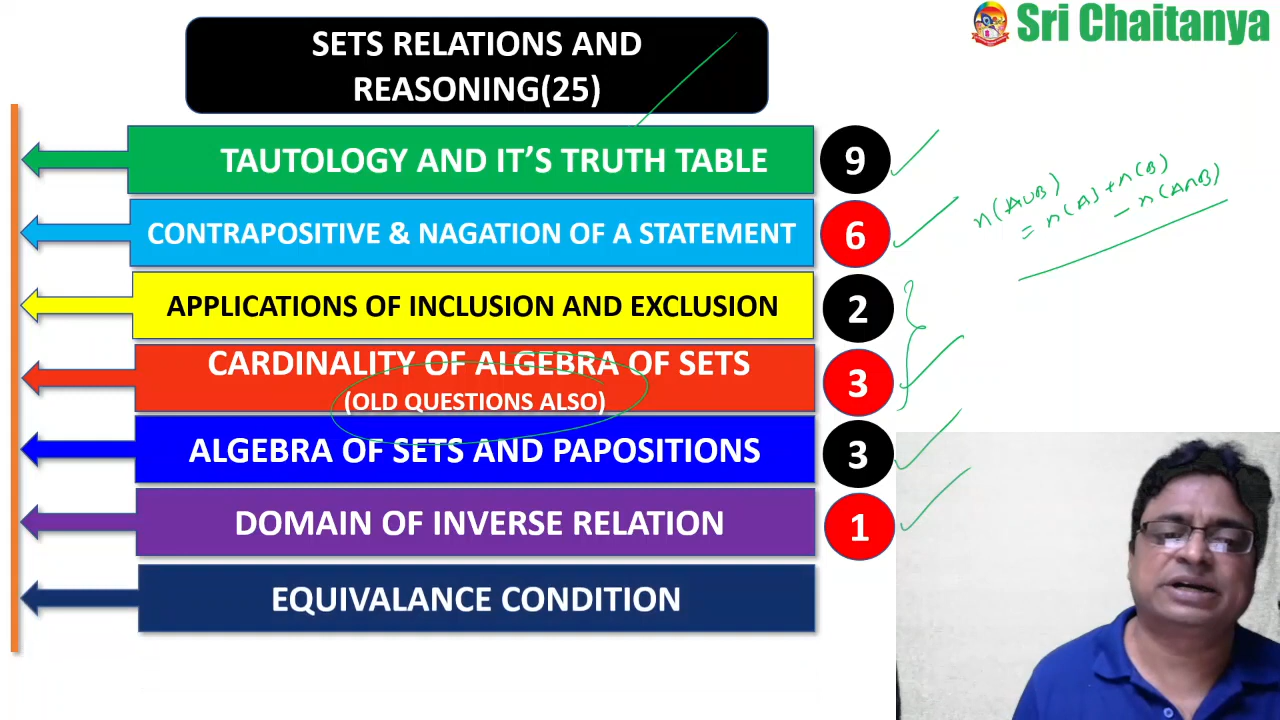 Sri Chaitanya
SETS RELATIONS AND
REASONING(25)
TAUTOLOGY AND IT’S TRUTH TABLE
9
CONTRAPOSITIVE & NAGATION OF A STATEMENT
6
APPLICATIONS OF INCLUSION AND EXCLUSION
2
CARDINALITY OF ALGEBRA OF SETS
(OLD QUESTIONS ALSO)
3
ALGEBRA OF SETS AND PAPOSITIONS
3
DOMAIN OF INVERSE RELATION
1
EQUIVALANCE CONDITION
n(A∪B)
= n(A) + n(B)
- n(A∩B)